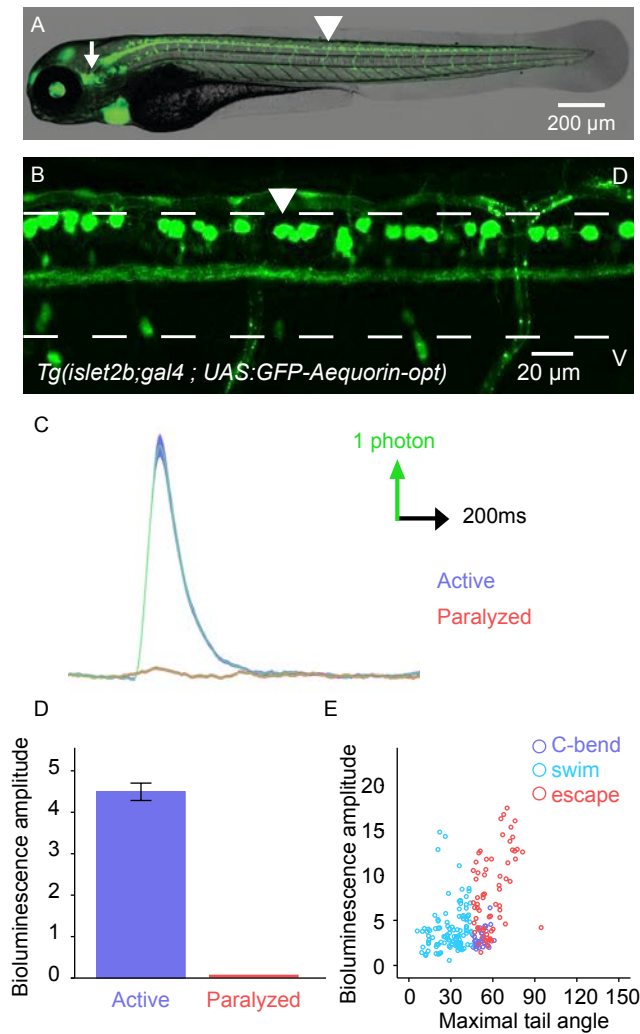 A
200 µm
B
D
Tg(islet2b;gal4 ; UAS:GFP-Aequorin-opt)
20 µm
V
C
1 photon
200ms
Active
Paralyzed
D
Bioluminescence amplitude
5
4
3
2
1
0
Active
Paralyzed
E
Bioluminescence amplitude
C-bend
swim
escape
20
15
10
5
0
0 30 60 90 120 150
Maximal tail angle